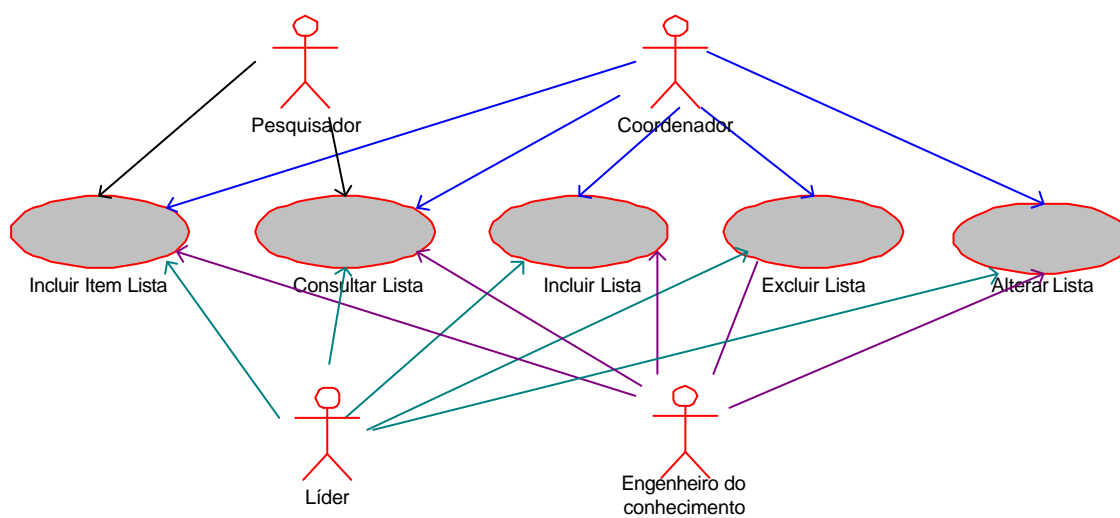 Pesquisador
Coordenador
Incluir Item Lista
Consultar Lista
Incluir Lista
Excluir Lista
Alterar Lista
Líder
Engenheiro do
conhecimento